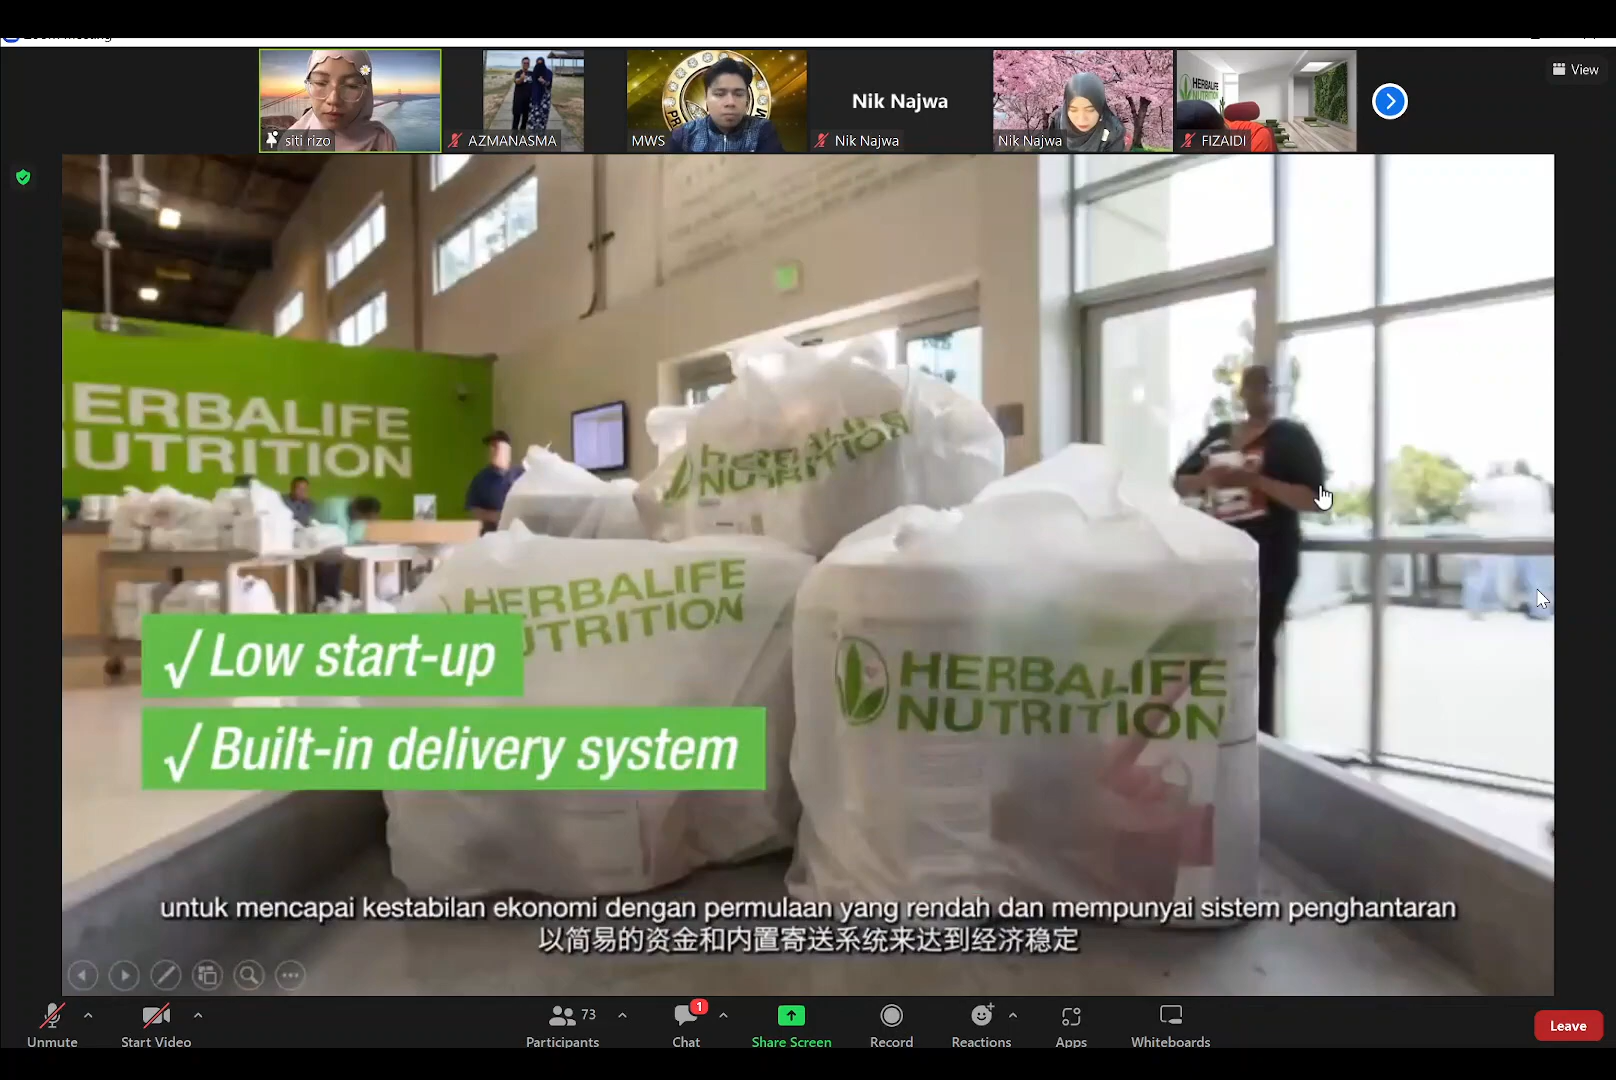 View
siti rizo
AZMANASMA
MWS
Nik Najwa
Nik Najwa
Nik Najwa
HERBALIFE
NUTRITION
FIZAIDI
ERBALIFE
UTRITION
HERBALIFE
NUTRITION
HERBALIFE
UTRITION
HERBALIFE
NUTRITION
√ Low start-up
√ Built-in delivery system
untuk mencapai kestabilan ekonomi dengan permulaan yang rendah dan mempunyai sistem penghantaran
以简易的资金和内置寄送系统来达到经济稳定
Unmute
Start Video
73
Participants
1
Chat
Share Screen
Record
Reactions
Apps
Whiteboards
Leave